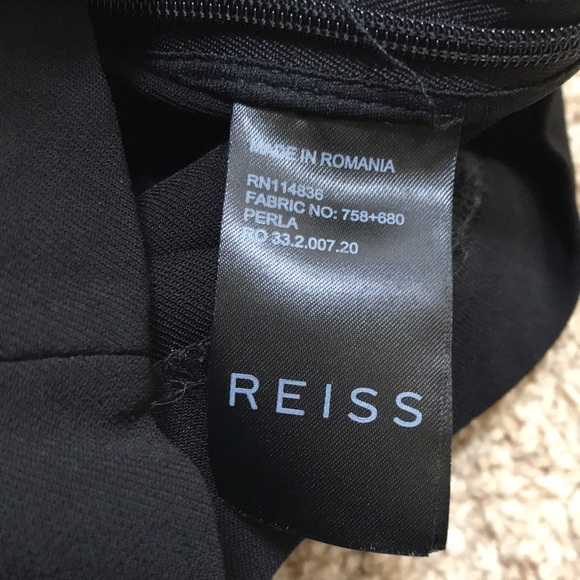 MADE IN ROMANIA
RN114836
FABRIC NO: 758+680
PERLA
RO 33.2.007.20
REISS